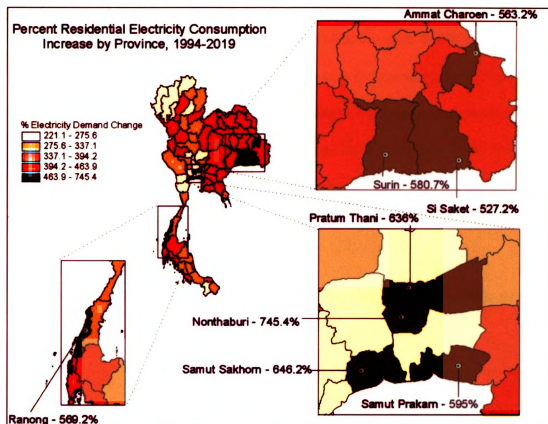 Percent Residential Electricity Consumption
Increase by Province, 1994-2019
Ammat Charoen - 563.2%
% Electricity Demand Change
221.1 - 275.6
275.6 - 337.1
337.1 - 394.2
394.2 - 463.9
463.9 - 745.4
Surin - 580.7%
Si Saket - 527.2%
Pratum Thani - 636%
Nonthaburi - 745.4%
Samut Sakhorn - 646.2%
Samut Prakarn - 595%
Ranong - 569.2%